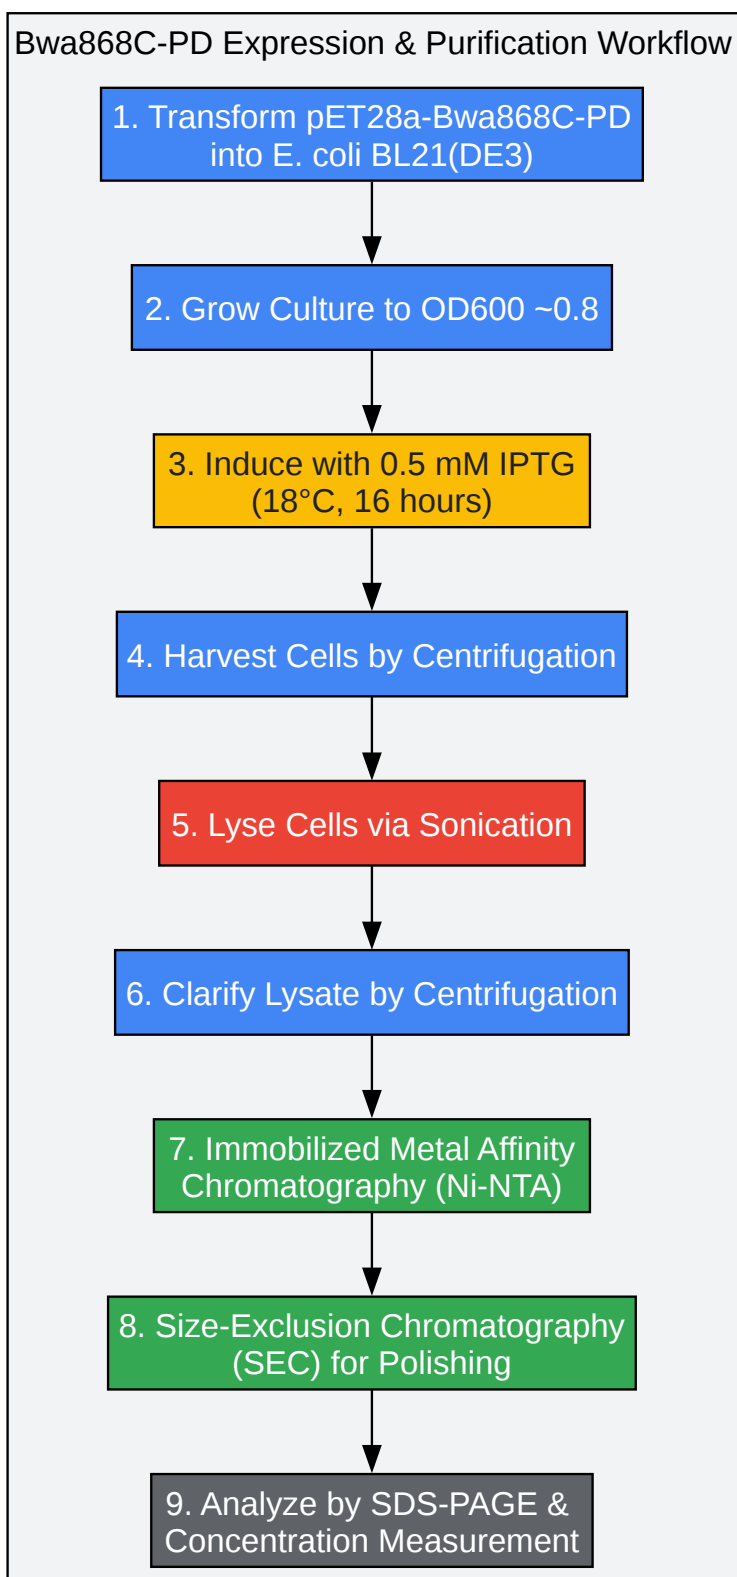 Bwa868C-PD Expression & Purification Workflow
1. Transform pET28a-Bwa868C-PD
into E. coli BL21(DE3)
2. Grow Culture to OD600 ~0.8
3. Induce with 0.5 mM IPTG
(18°C, 16 hours)
4. Harvest Cells by Centrifugation
5. Lyse Cells via Sonication
6. Clarify Lysate by Centrifugation
7. Immobilized Metal Affinity
Chromatography (Ni-NTA)
8. Size-Exclusion Chromatography
(SEC) for Polishing
9. Analyze by SDS-PAGE &
Concentration Measurement